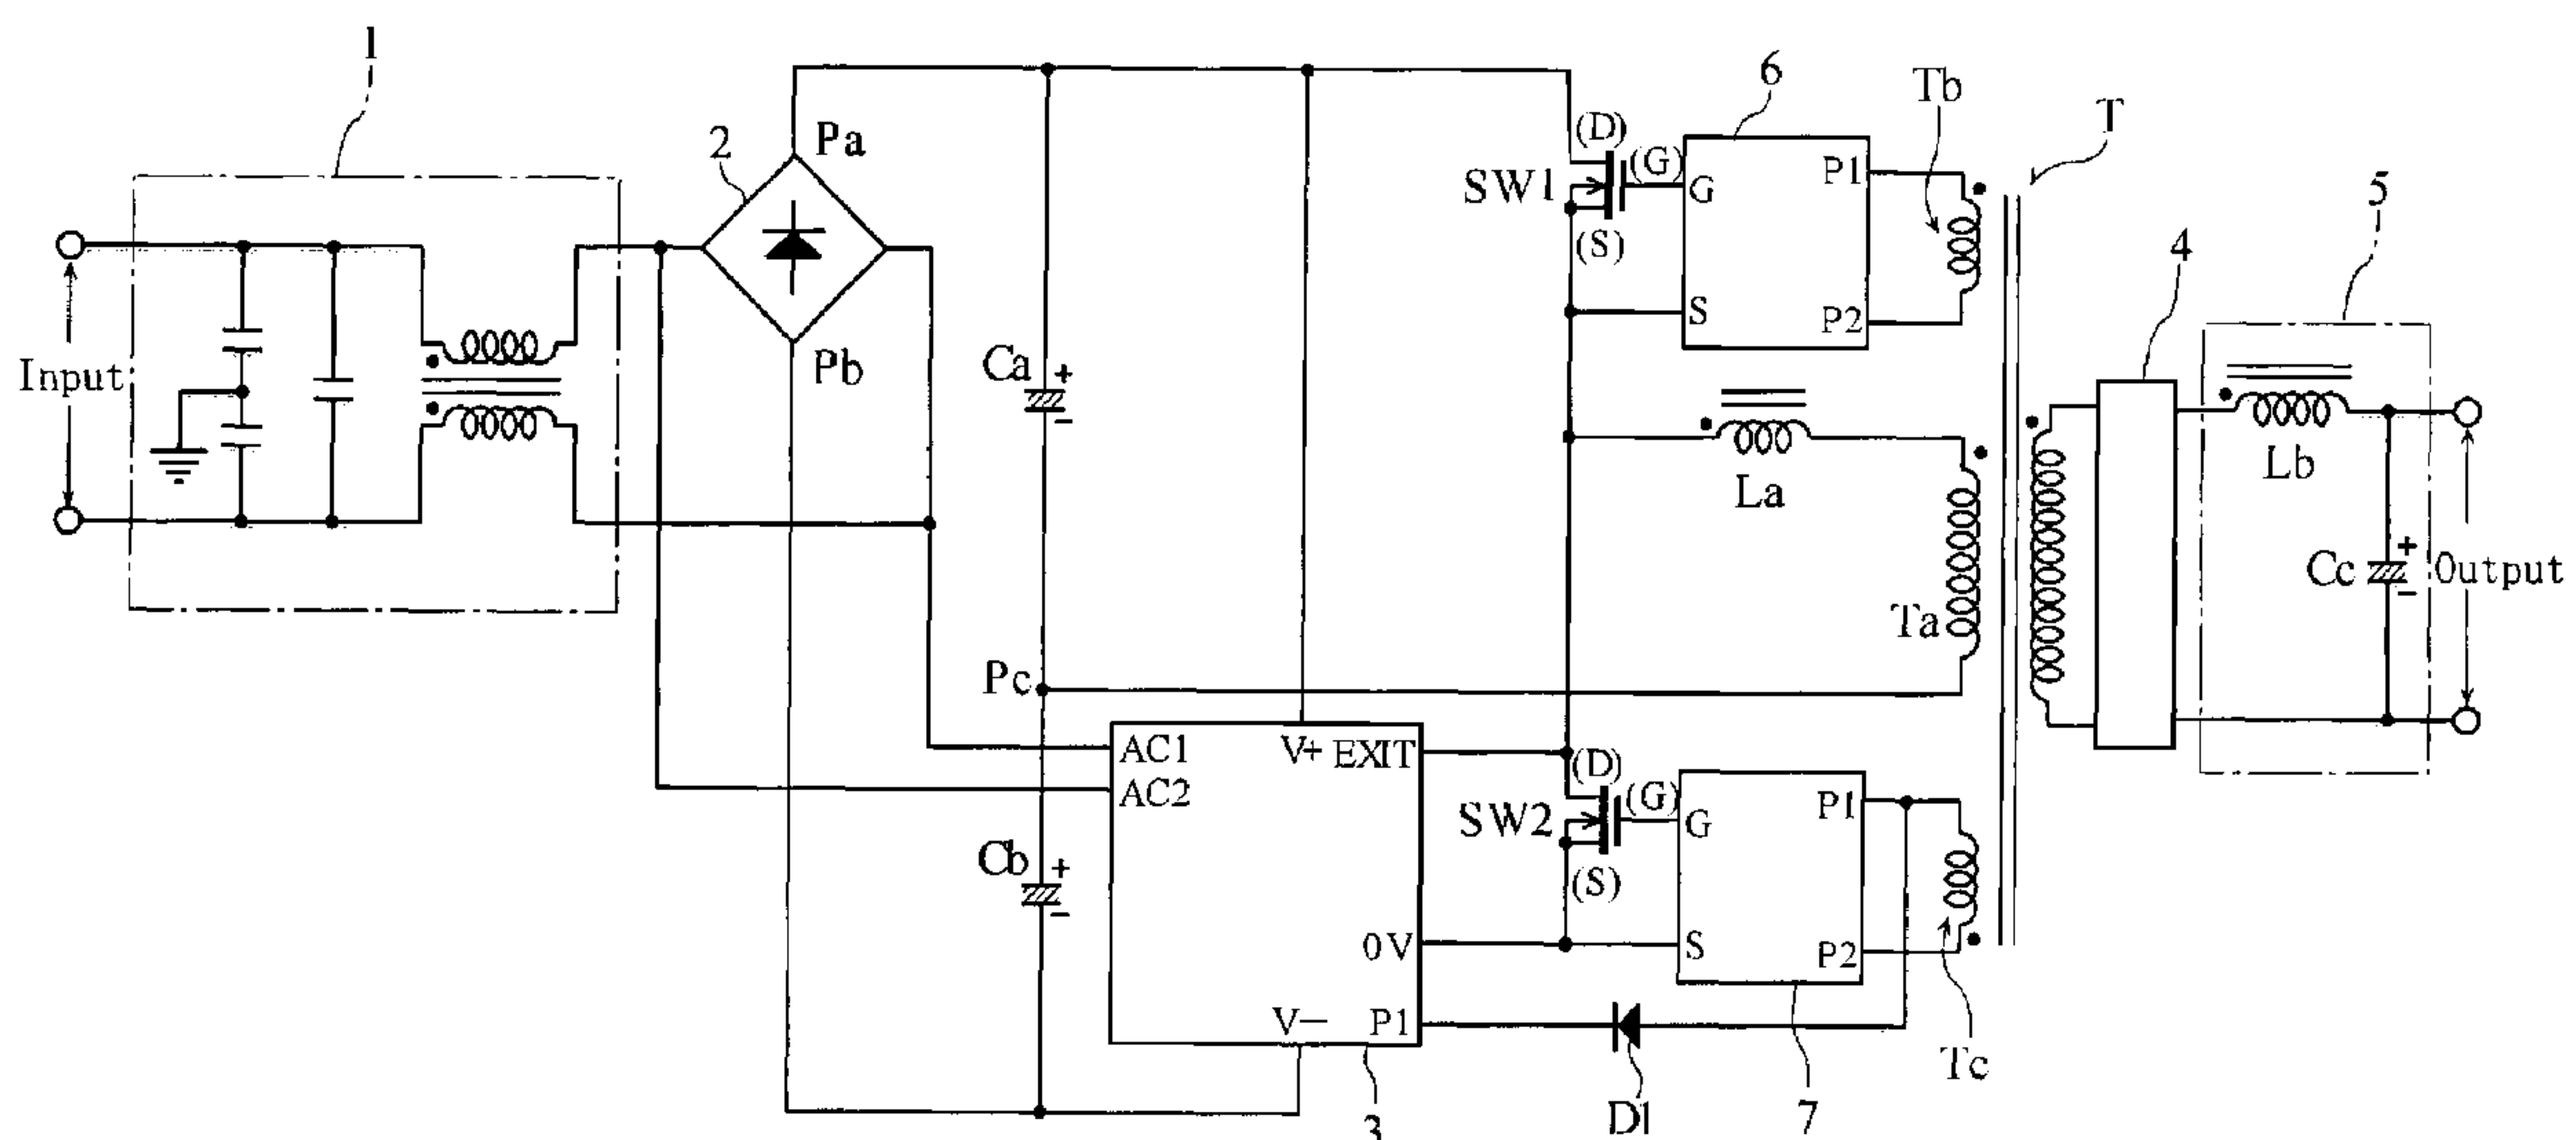 1
2
Pa
Pb
Input
Ca
+
-
Pc
Cb
+
-
AC1
AC2
V+
EXIT
0V
V-
P1
3
SW1
(D)
(G)
(S)
6
G
S
P1
P2
Tb
T
La
Ta
SW2
(D)
(G)
(S)
G
S
P1
P2
7
D1
Tc
4
5
Lb
Cc
+
-
Output